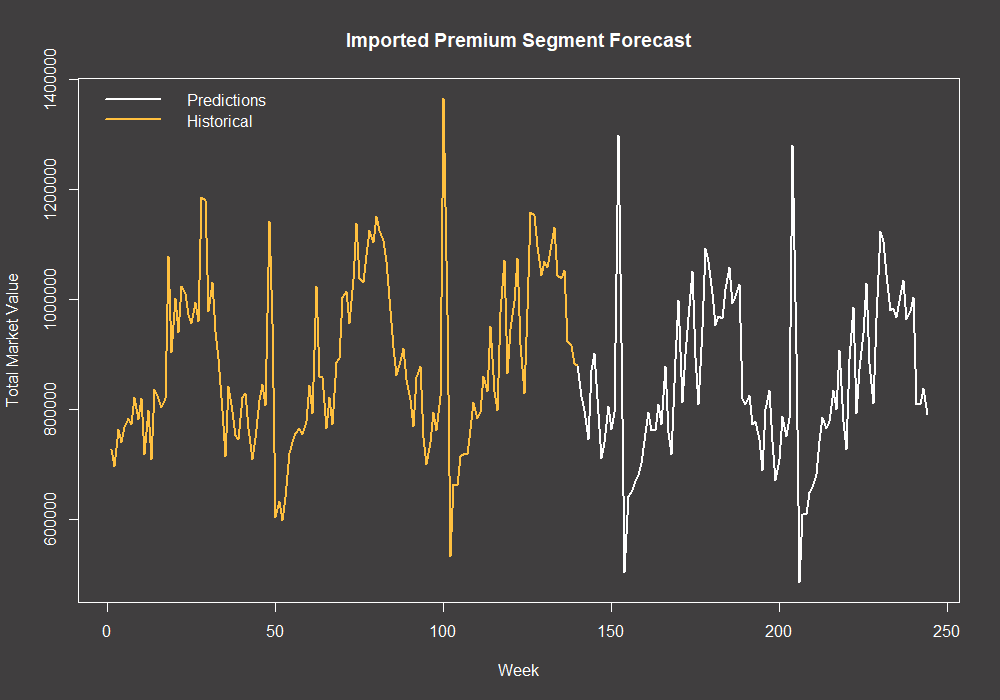 Imported Premium Segment Forecast
Predictions
Historical
Total Market Value
1400000
1200000
1000000
800000
600000
0 50 100 150 200 250
Week